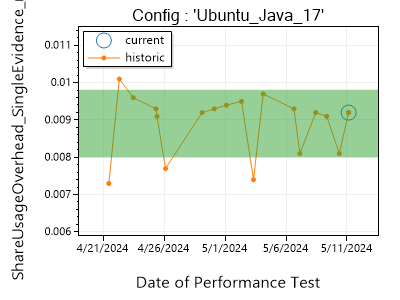 Config : 'Ubuntu_Java_17'
current
historic
ShareUsageOverhead_SingleEvidence_
0.011
0.01
0.009
0.008
0.007
0.006
4/21/2024 4/26/2024 5/1/2024 5/6/2024 5/11/2024
Date of Performance Test